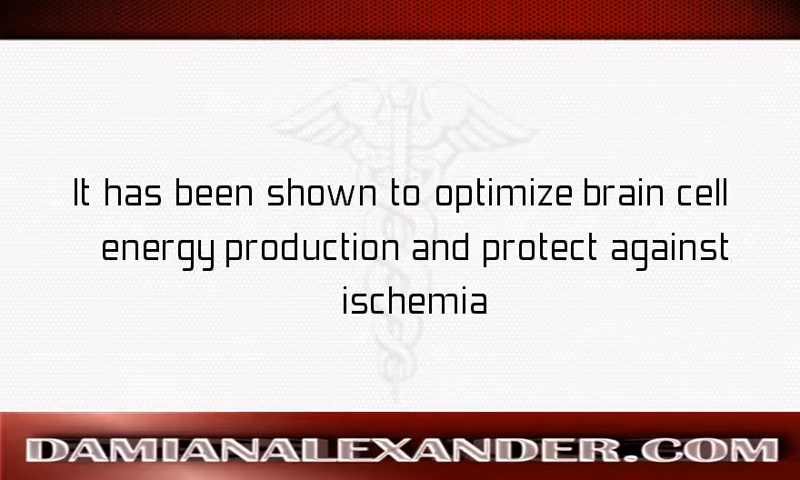 It has been shown to optimize brain cell
energy production and protect against
ischemia
DAMIANALEXANDER.COM